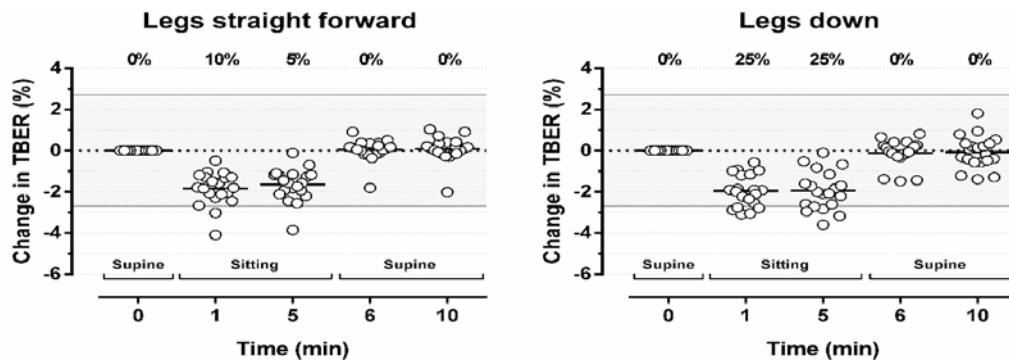 Legs straight forward
Change in TBER (%)
0% 10% 5% 0% 0%
4
2
0
-2
-4
-6
Supine Sitting Supine
0 1 5 6 10
Time (min)
Legs down
Change in TBER (%)
0% 25% 25% 0% 0%
4
2
0
-2
-4
-6
Supine Sitting Supine
0 1 5 6 10
Time (min)